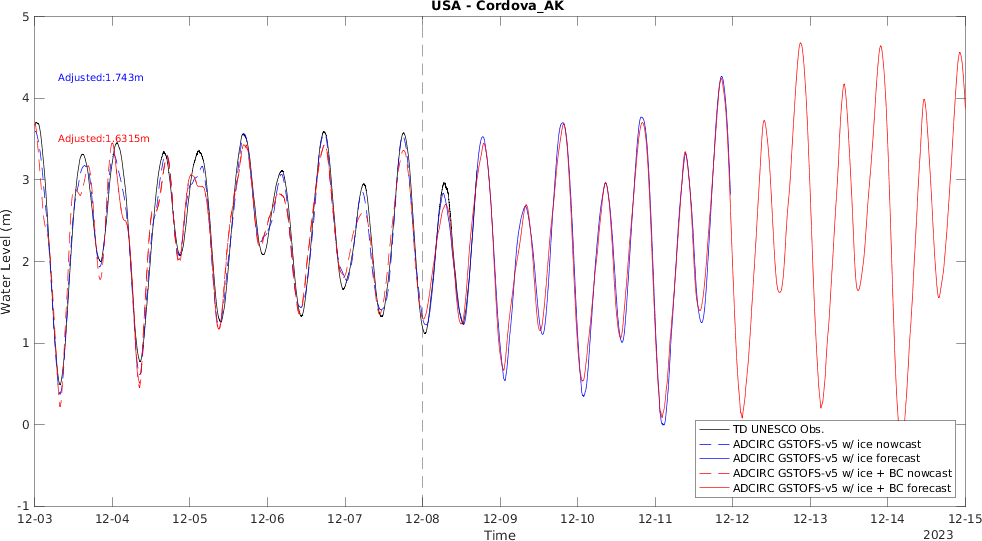 USA - Cordova_AK
Water Level (m)
5
4
3
2
1
0
-1
Adjusted:1.743m
Adjusted:1.6315m
TD UNESCO Obs.
ADCIRC GSTOFS-v5 w/ ice nowcast
ADCIRC GSTOFS-v5 w/ ice forecast
ADCIRC GSTOFS-v5 w/ ice + BC nowcast
ADCIRC GSTOFS-v5 w/ ice + BC forecast
12-03 12-04 12-05 12-06 12-07 12-08 12-09 12-10 12-11 12-12 12-13 12-14 12-15
Time
2023